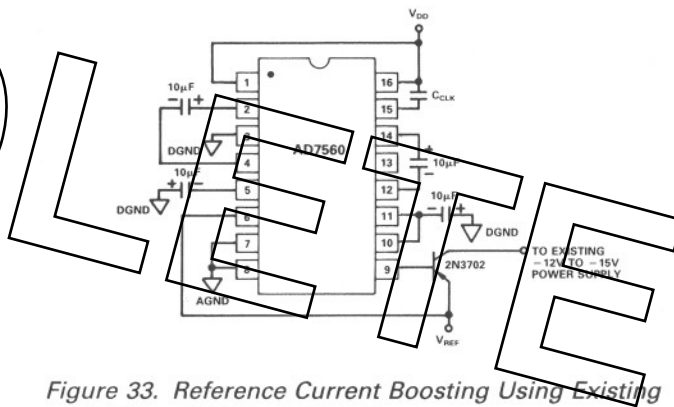 VDD
1
16
10µF
− +
2
15
CCLK
3
14
+
DGND
AD7560
4
13
10µF
−
10µF
+ −
5
12
DGND
10µF
− +
6
11
DGND
7
10
TO EXISTING
−12V TO −15V
POWER SUPPLY
8
9
2N3702
AGND
VREF
LETE
Figure 33. Reference Current Boosting Using Existing